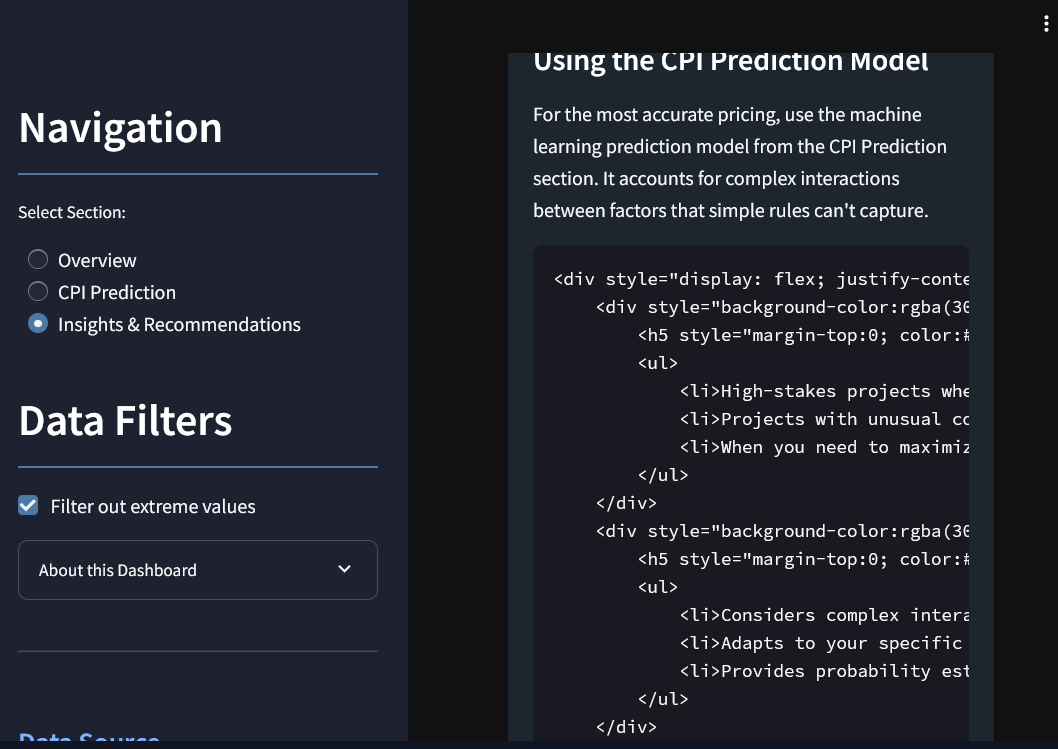 Navigation
Select Section:
Overview
CPI Prediction
Insights & Recommendations
Data Filters
Filter out extreme values
About this Dashboard
Data Source
Using the CPI Prediction Model
For the most accurate pricing, use the machine
learning prediction model from the CPI Prediction
section. It accounts for complex interactions
between factors that simple rules can't capture.
<div style="display: flex; justify-conte
<div style="background-color:rgba(30
<h5 style="margin-top:0; color:#
<ul>
<li>High-stakes projects whe
<li>Projects with unusual co
<li>When you need to maximiz
</ul>
</div>
<div style="background-color:rgba(30
<h5 style="margin-top:0; color:#
<ul>
<li>Considers complex intera
<li>Adapts to your specific
<li>Provides probability est
</ul>
</div>